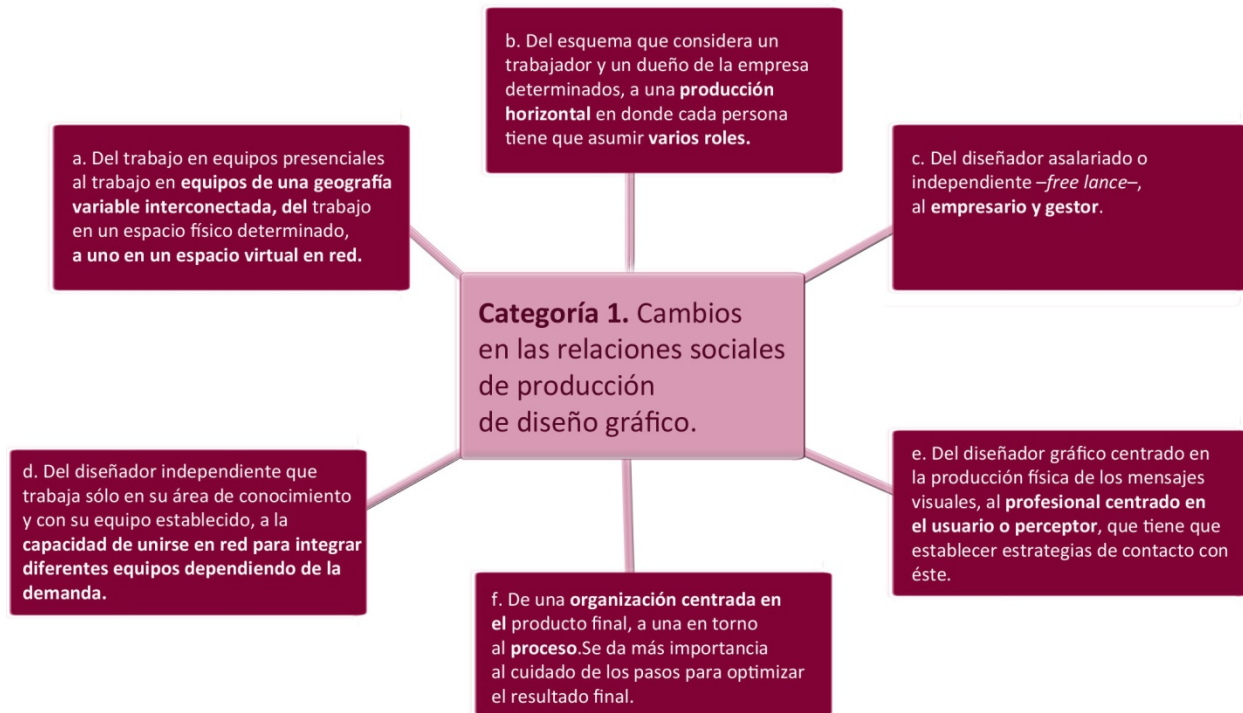 b. Del esquema que considera un
trabajador y un dueño de la empresa
determinados, a una producción
horizontal en donde cada persona
tiene que asumir varios roles.
a. Del trabajo en equipos presenciales
al trabajo en equipos de una geografía
variable interconectada, del trabajo
en un espacio físico determinado,
a uno en un espacio virtual en red.
c. Del diseñador asalariado o
independiente –free lance–,
al empresario y gestor.
Categoría 1. Cambios
en las relaciones sociales
de producción
de diseño gráfico.
d. Del diseñador independiente que
trabaja sólo en su área de conocimiento
y con su equipo establecido, a la
capacidad de unirse en red para integrar
diferentes equipos dependiendo de la
demanda.
e. Del diseñador gráfico centrado en
la producción física de los mensajes
visuales, al profesional centrado en
el usuario o perceptor, que tiene que
establecer estrategias de contacto con
éste.
f. De una organización centrada en
el producto final, a una en torno
al proceso.Se da más importancia
al cuidado de los pasos para optimizar
el resultado final.